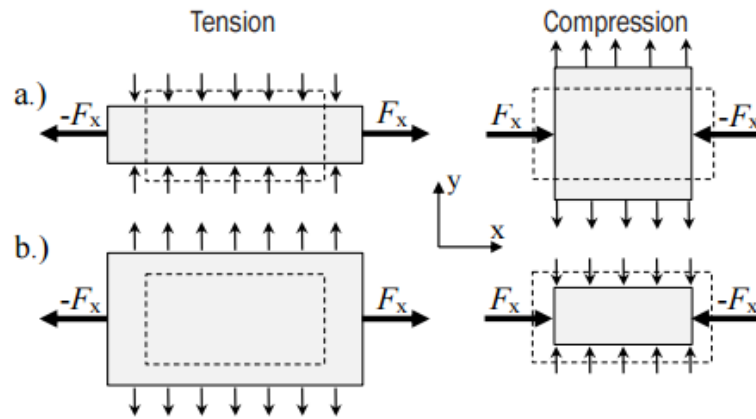 Tension
Compression
a.)
-Fx
Fx
Fx
-Fx
y
x
b.)
-Fx
Fx
Fx
-Fx